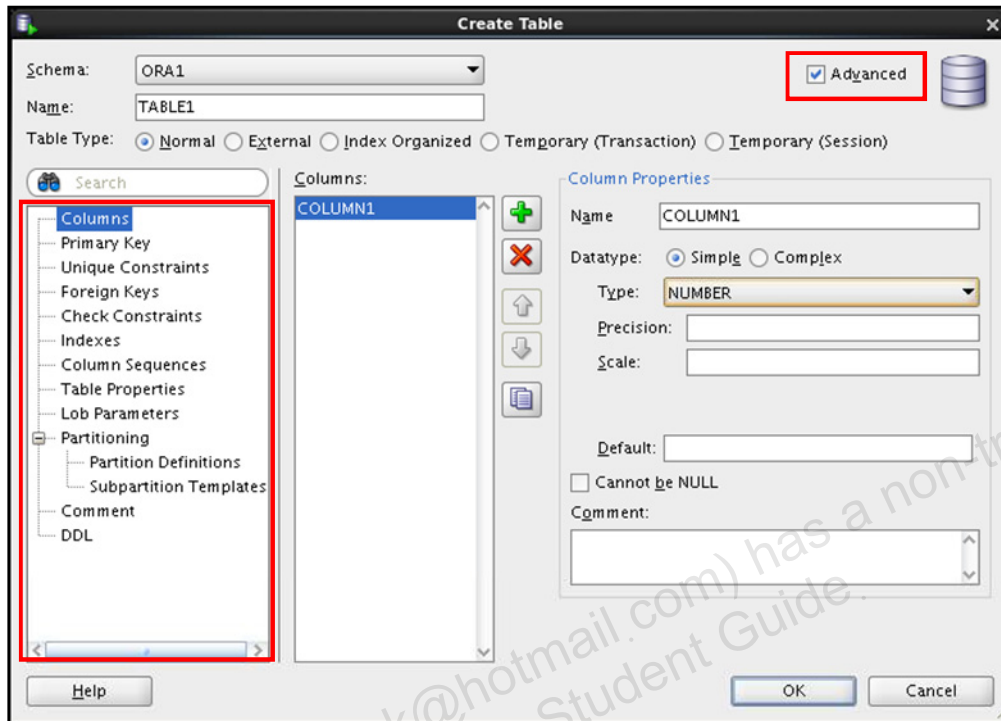 Create Table
Schema: ORA1
Advanced
Name: TABLE1
Table Type: Normal External Index Organized Temporary (Transaction) Temporary (Session)
Search
Columns
Primary Key
Unique Constraints
Foreign Keys
Check Constraints
Indexes
Column Sequences
Table Properties
Lob Parameters
Partitioning
Partition Definitions
Subpartition Templates
Comment
DDL
Columns:
COLUMN1
Column Properties
Name COLUMN1
Datatype: Simple Complex
Type: NUMBER
Precision:
Scale:
Default:
Cannot be NULL
Comment:
Help
OK
Cancel
@hotmail.com) has a
Student Guide.